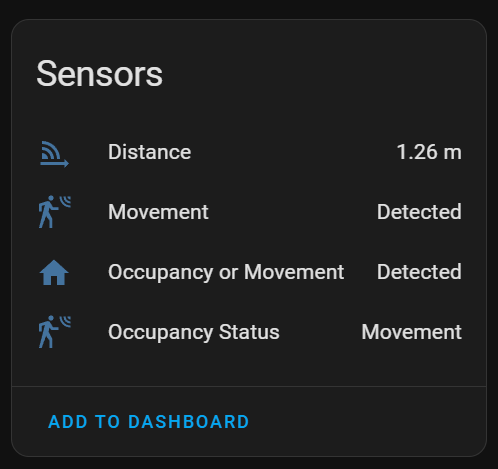 Sensors
Distance 1.26 m
Movement Detected
Occupancy or Movement Detected
Occupancy Status Movement
ADD TO DASHBOARD